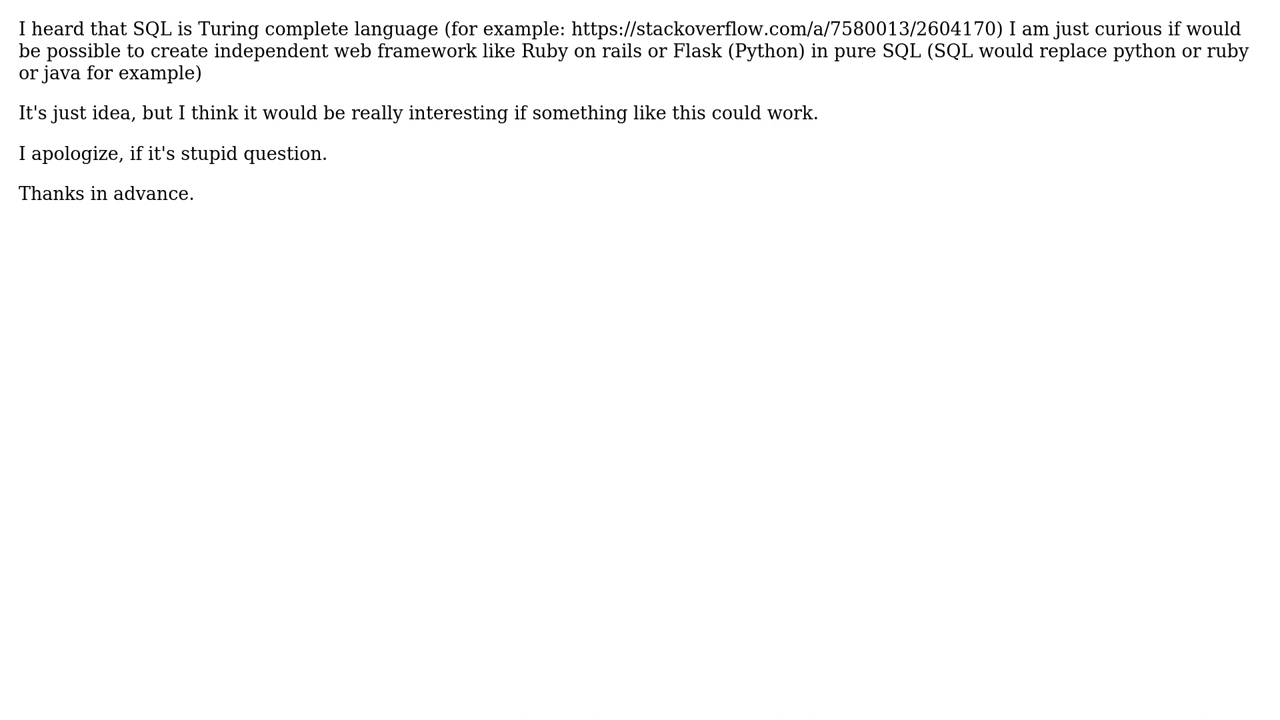 I heard that SQL is Turing complete language (for example: https://stackoverflow.com/a/7580013/2604170) I am just curious if would
be possible to create independent web framework like Ruby on rails or Flask (Python) in pure SQL (SQL would replace python or ruby
or java for example)
It's just idea, but I think it would be really interesting if something like this could work.
I apologize, if it's stupid question.
Thanks in advance.